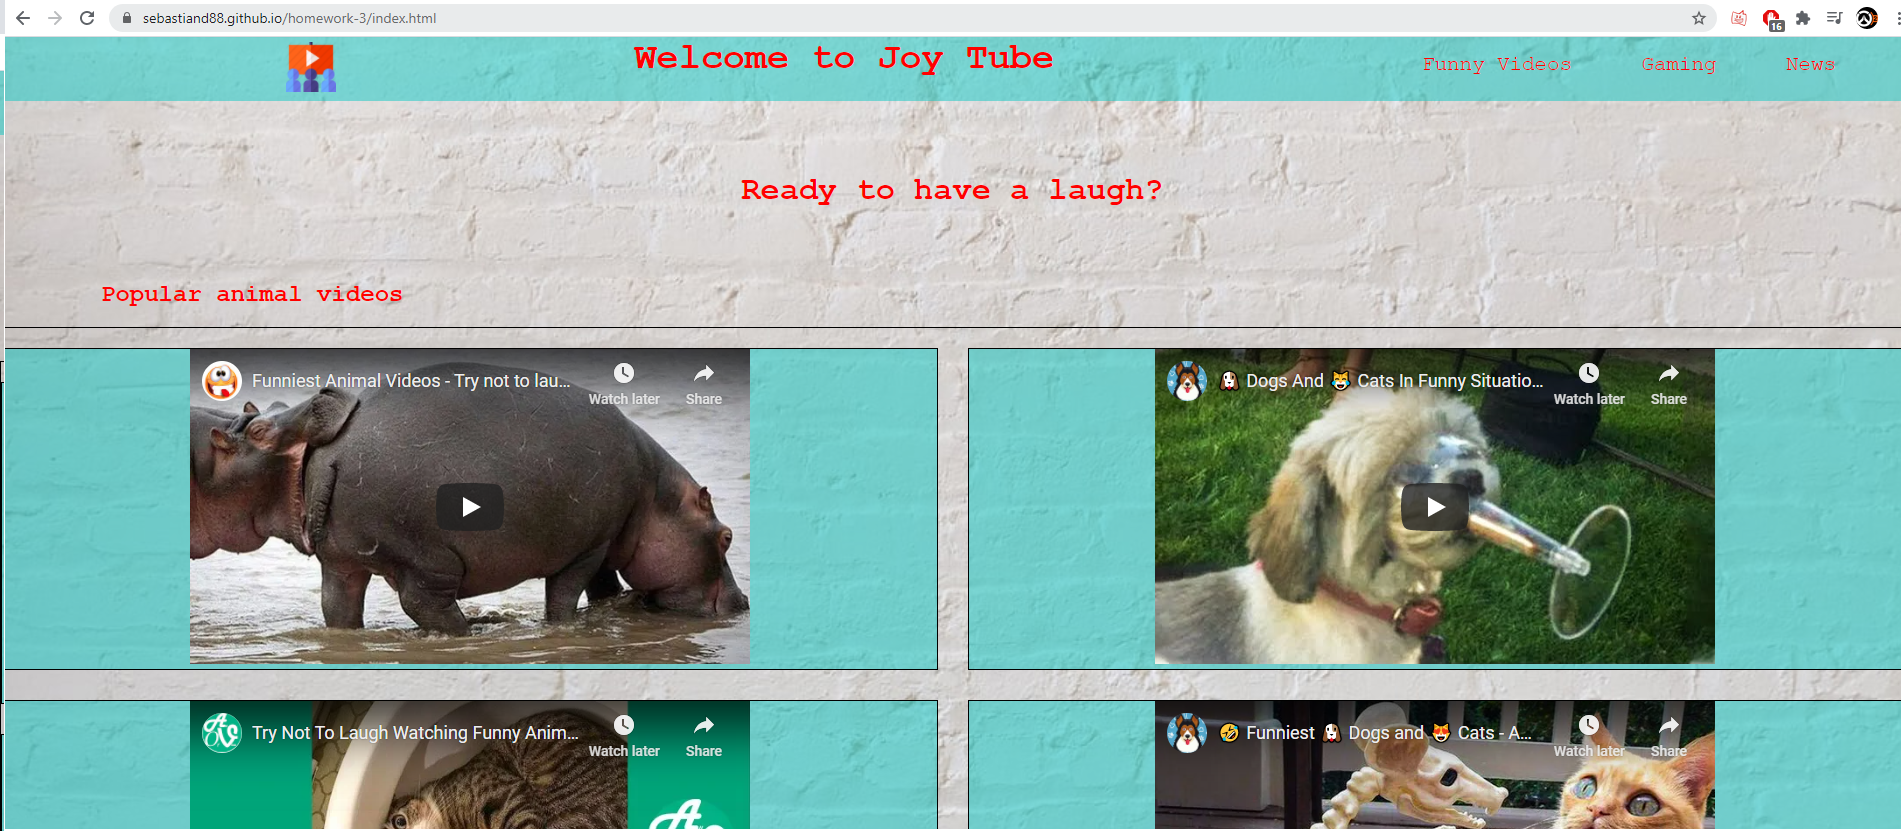 sebastiand88.github.io/homework-3/index.html
16
Welcome to Joy Tube
Funny Videos Gaming News
Ready to have a laugh?
Popular animal videos
Funniest Animal Videos - Try not to lau...
Watch later Share
🐶 Dogs And 😹 Cats In Funny Situatio...
Watch later Share
Try Not To Laugh Watching Funny Anim...
Watch later Share
🤣 Funniest 🐶 Dogs and 😻 Cats - A...
Watch later Share